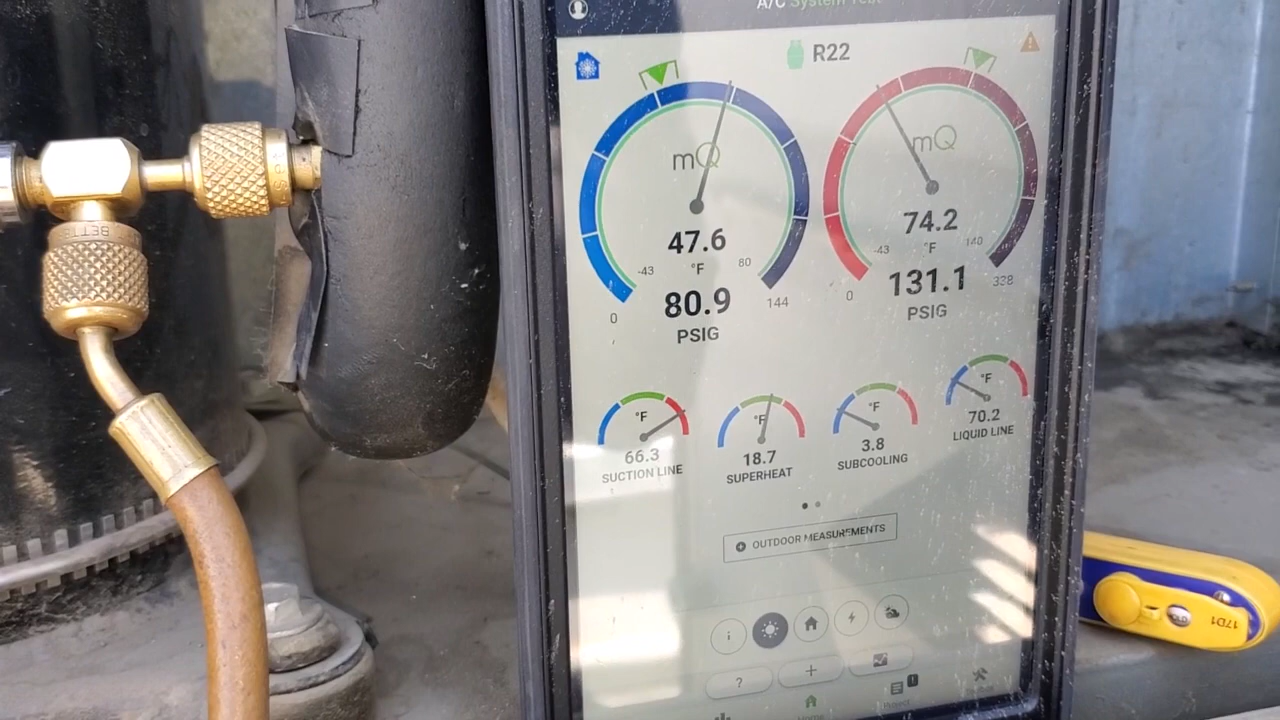 A/C System Test
R22
mQ
47.6
°F
-43
80
80.9
PSIG
0
144
mQ
74.2
°F
-43
140
131.1
PSIG
0
338
°F
66.3
SUCTION LINE
°F
18.7
SUPERHEAT
°F
3.8
SUBCOOLING
°F
70.2
LIQUID LINE
OUTDOOR MEASUREMENTS
i
?
+
Home
Project
17D1